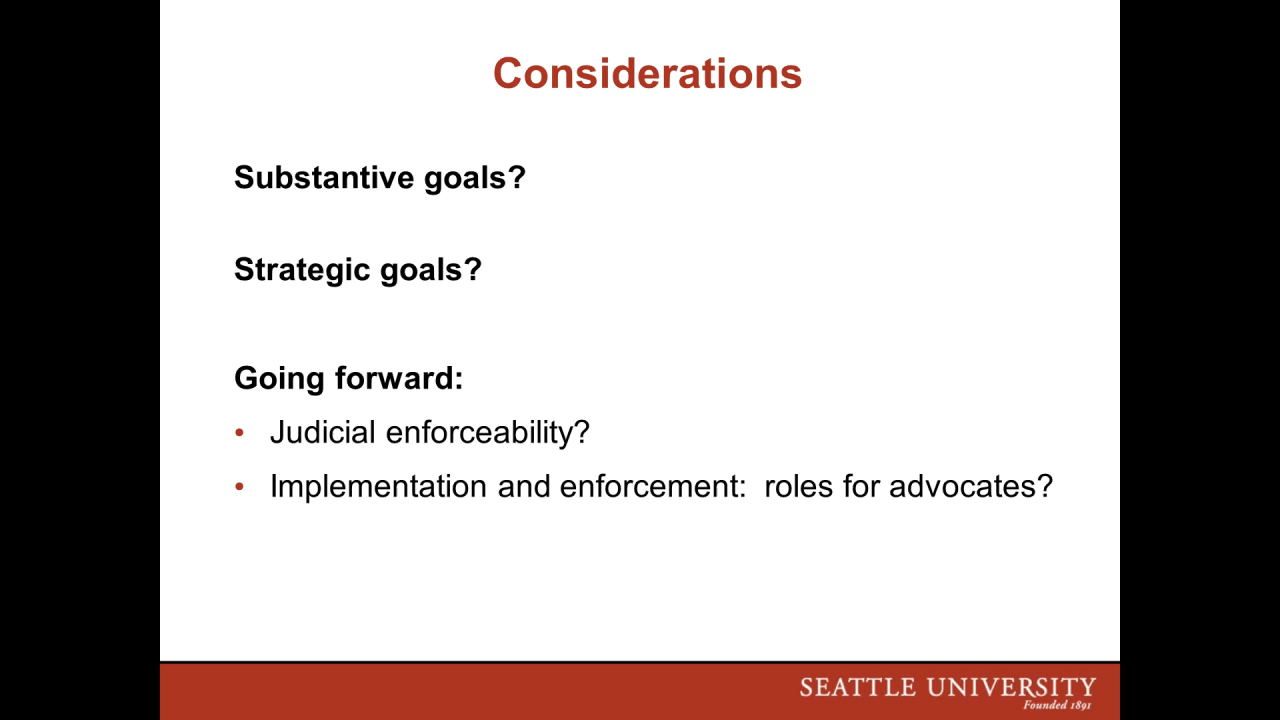 Considerations
Substantive goals?
Strategic goals?
Going forward:
• Judicial enforceability?
• Implementation and enforcement:  roles for advocates?
SEATTLE UNIVERSITY
Founded 1891